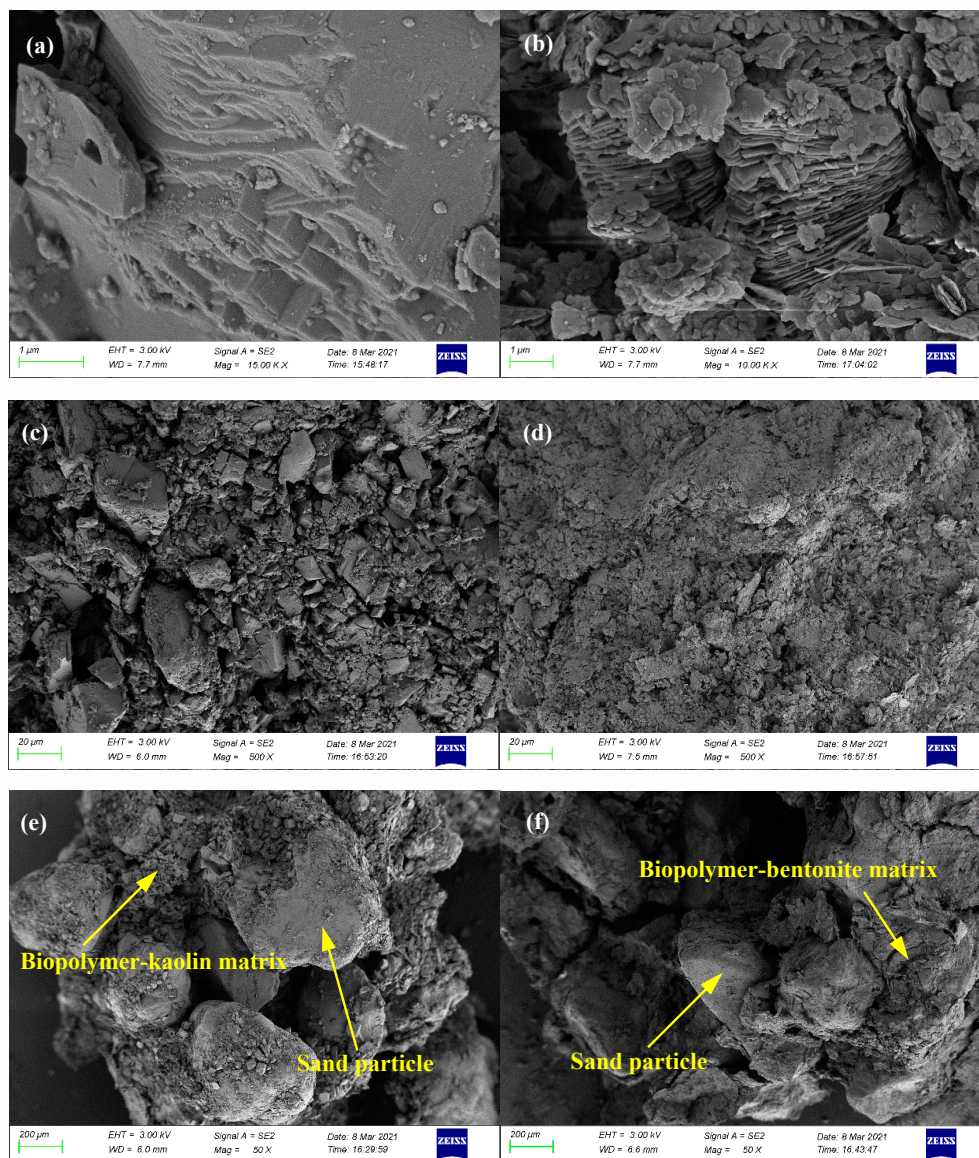 (a)
1 µm
EHT = 3.00 kV
WD = 7.7 mm
Signal A = SE2
Mag = 15.00 K X
Date: 8 Mar 2021
Time: 15:48:17
ZEISS
(b)
1 µm
EHT = 3.00 kV
WD = 7.7 mm
Signal A = SE2
Mag = 10.00 K X
Date: 8 Mar 2021
Time: 17:04:02
ZEISS
(c)
20 µm
EHT = 3.00 kV
WD = 6.0 mm
Signal A = SE2
Mag = 500 X
Date: 8 Mar 2021
Time: 16:53:20
ZEISS
(d)
20 µm
EHT = 3.00 kV
WD = 7.5 mm
Signal A = SE2
Mag = 500 X
Date: 8 Mar 2021
Time: 16:57:51
ZEISS
(e)
Biopolymer-kaolin matrix
Sand particle
200 µm
EHT = 3.00 kV
WD = 6.0 mm
Signal A = SE2
Mag = 50 X
Date: 8 Mar 2021
Time: 16:29:59
ZEISS
(f)
Biopolymer-bentonite matrix
Sand particle
200 µm
EHT = 3.00 kV
WD = 6.6 mm
Signal A = SE2
Mag = 50 X
Date: 8 Mar 2021
Time: 16:43:47
ZEISS